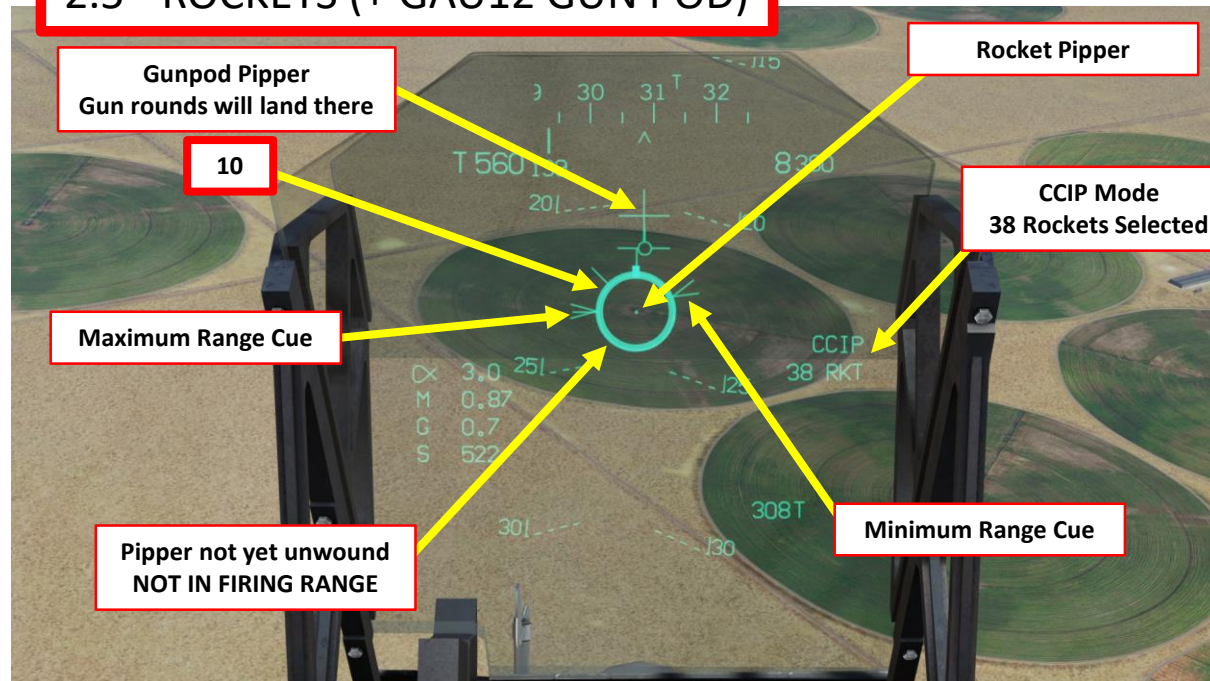 ROCKETS (+ GAU12 GUN POD)
Gunpod Pipper
Gun rounds will land there
Rocket Pipper
10
30 31 T 32
T 560
20 20
CCIP Mode
38 Rockets Selected
Maximum Range Cue
CCIP
38 RKT
25 25
α 3.0
M 0.87
G 0.7
S 522
308T
30 30
Pipper not yet unwound
NOT IN FIRING RANGE
Minimum Range Cue